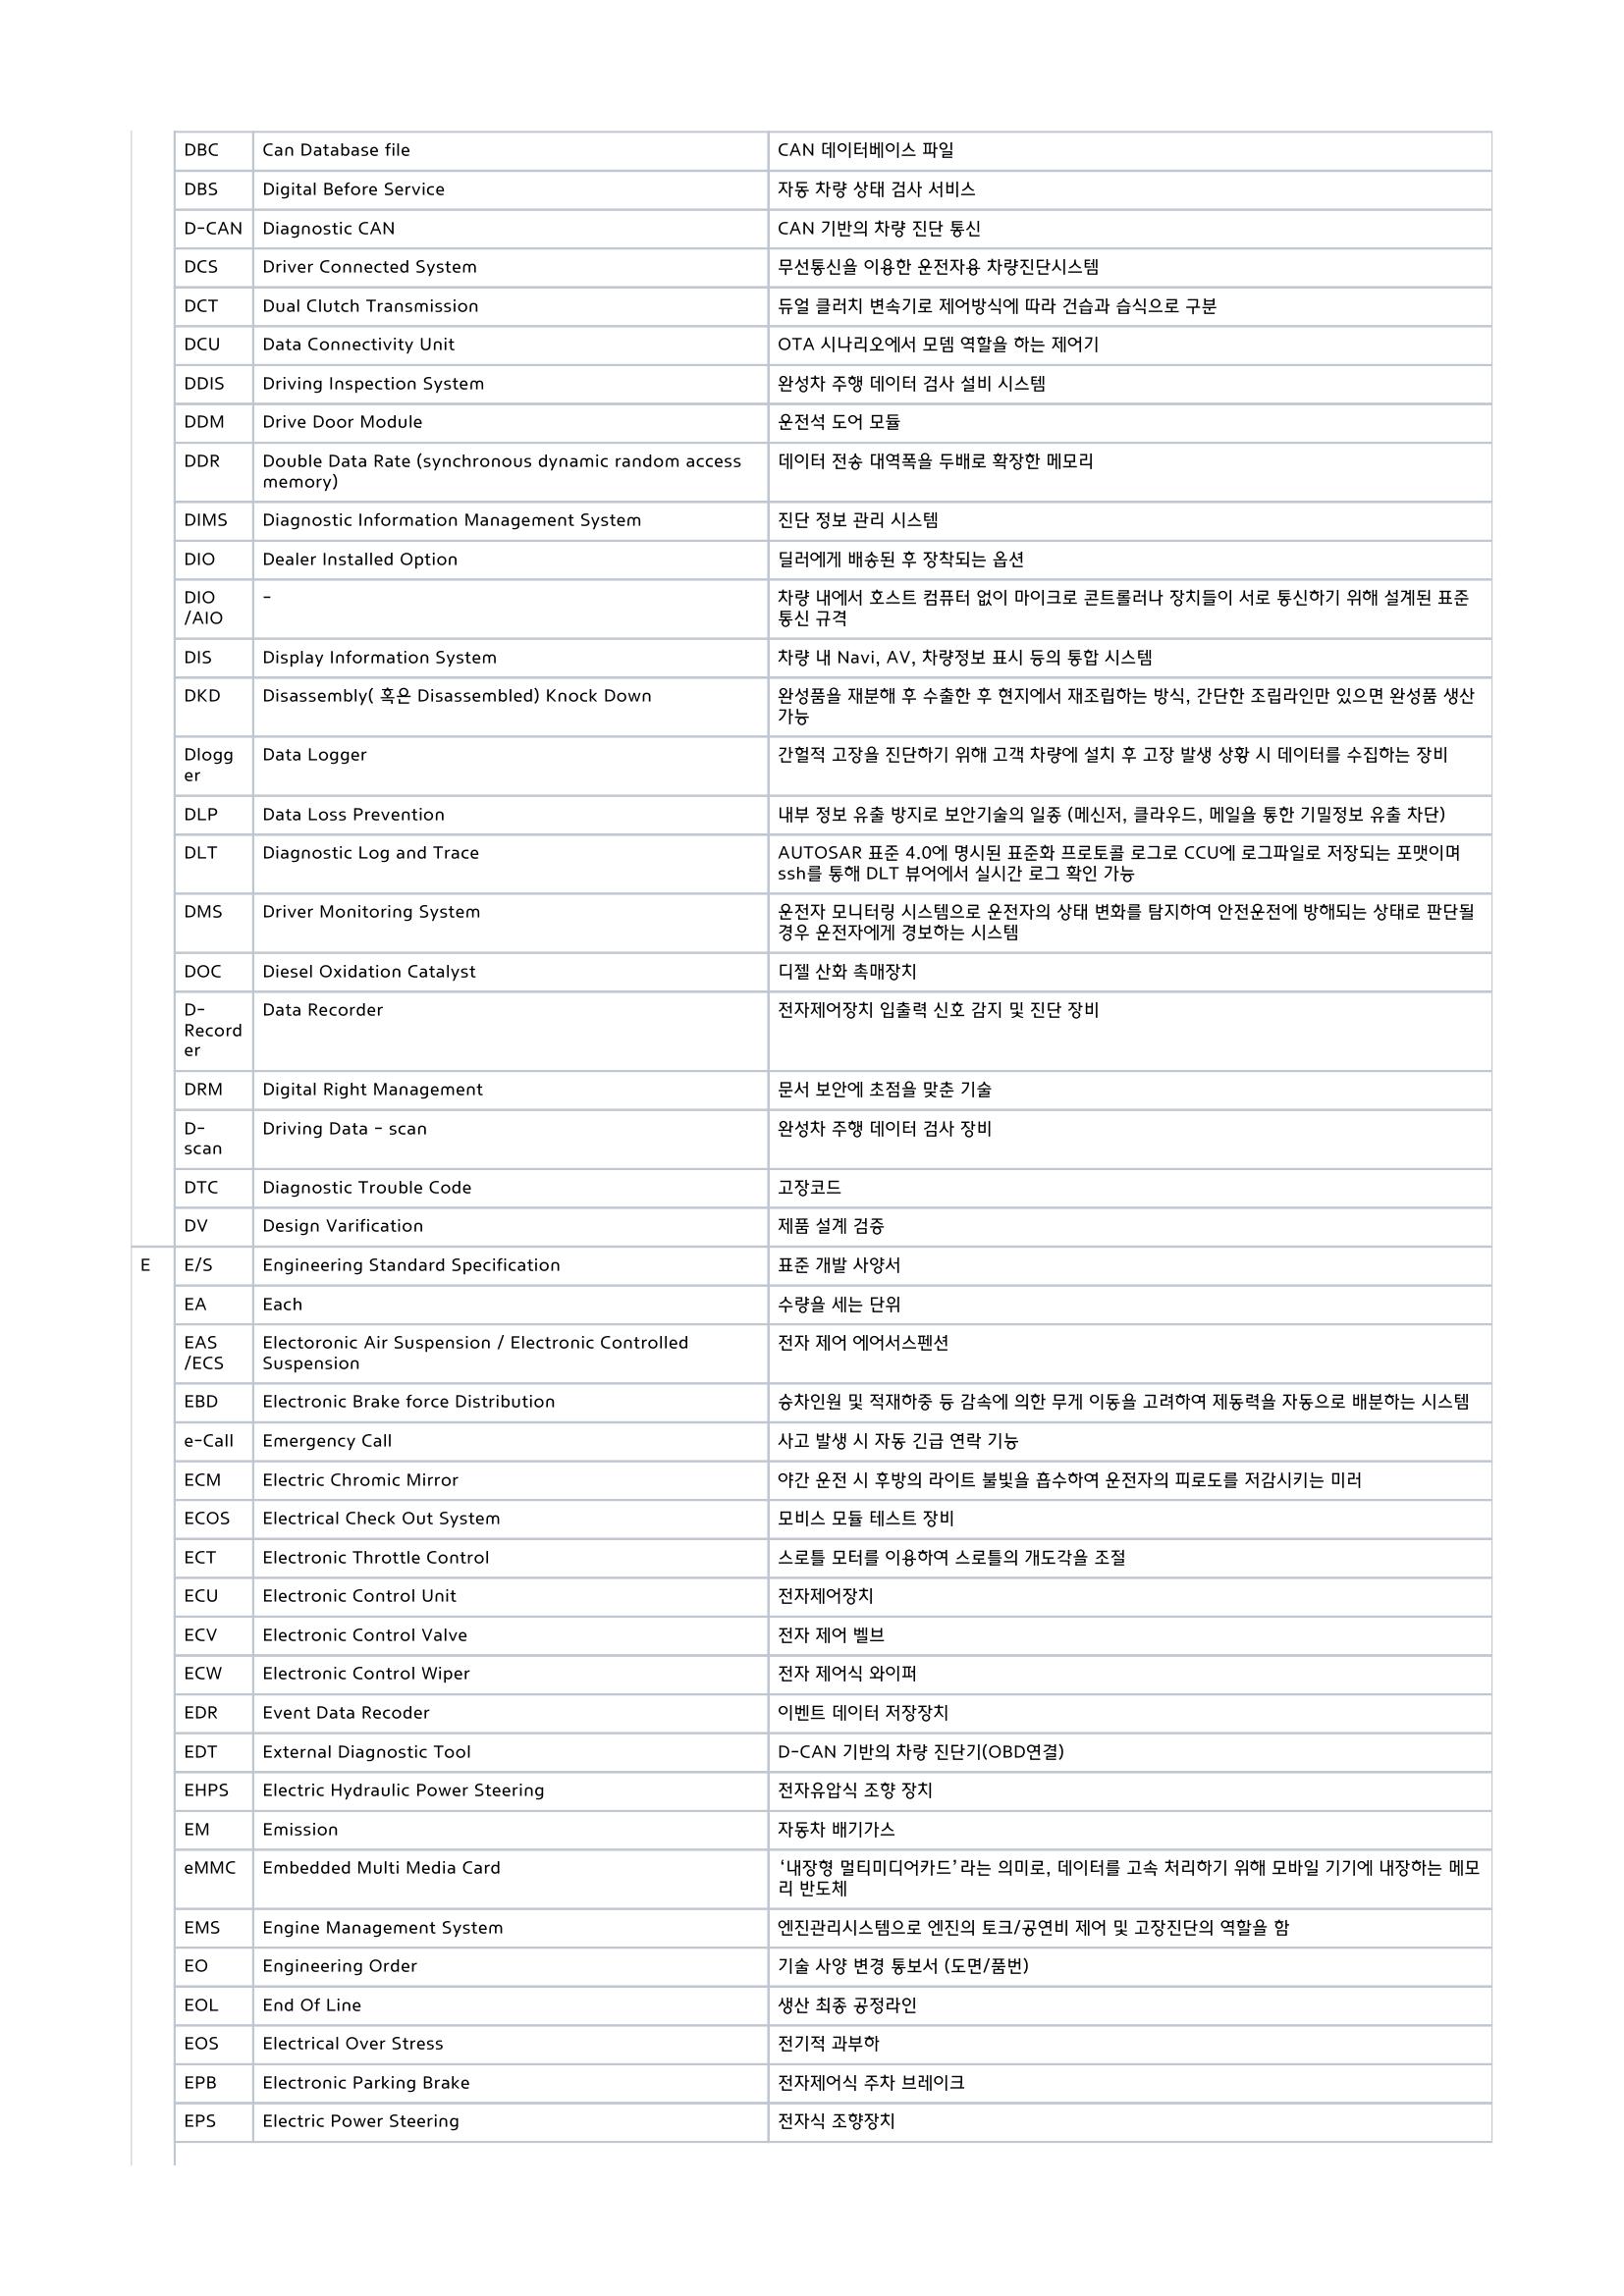 DBC Can Database file CAN 데이터베이스 파일
DBS Digital Before Service 자동 차량 상태 검사 서비스
D-CAN Diagnostic CAN CAN 기반의 차량 진단 통신
DCS Driver Connected System 무선통신을 이용한 운전자용 차량진단시스템
DCT Dual Clutch Transmission 듀얼 클러치 변속기로 제어방식에 따라 건습과 습식으로 구분
DCU Data Connectivity Unit OTA 시나리오에서 모뎀 역할을 하는 제어기
DDIS Driving Inspection System 완성차 주행 데이터 검사 설비 시스템
DDM Drive Door Module 운전석 도어 모듈
DDR Double Data Rate (synchronous dynamic random access 데이터 전송 대역폭을 두배로 확장한 메모리
memory)
DIMS Diagnostic Information Management System 진단 정보 관리 시스템
DIO Dealer Installed Option 딜러에게 배송된 후 장착되는 옵션
DIO - 차량 내에서 호스트 컴퓨터 없이 마이크로 콘트롤러나 장치들이 서로 통신하기 위해 설계된 표준
/AIO 통신 규격
DIS Display Information System 차량 내 Navi, AV, 차량정보 표시 등의 통합 시스템
DKD Disassembly( 혹은 Disassembled) Knock Down 완성품을 재분해 후 수출한 후 현지에서 재조립하는 방식, 간단한 조립라인만 있으면 완성품 생산
가능
Dlogg Data Logger 간헐적 고장을 진단하기 위해 고객 차량에 설치 후 고장 발생 상황 시 데이터를 수집하는 장비
er
DLP Data Loss Prevention 내부 정보 유출 방지로 보안기술의 일종 (메신저, 클라우드, 메일을 통한 기밀정보 유출 차단)
DLT Diagnostic Log and Trace AUTOSAR 표준 4.0에 명시된 표준화 프로토콜 로그로 CCU에 로그파일로 저장되는 포맷이며
ssh를 통해 DLT 뷰어에서 실시간 로그 확인 가능
DMS Driver Monitoring System 운전자 모니터링 시스템으로 운전자의 상태 변화를 탐지하여 안전운전에 방해되는 상태로 판단될
경우 운전자에게 경보하는 시스템
DOC Diesel Oxidation Catalyst 디젤 산화 촉매장치
D- Data Recorder 전자제어장치 입출력 신호 감지 및 진단 장비
Record
er
DRM Digital Right Management 문서 보안에 초점을 맞춘 기술
D- Driving Data - scan 완성차 주행 데이터 검사 장비
scan
DTC Diagnostic Trouble Code 고장코드
DV Design Varification 제품 설계 검증
E E/S Engineering Standard Specification 표준 개발 사양서
EA Each 수량을 세는 단위
EAS Electoronic Air Suspension / Electronic Controlled 전자 제어 에어서스펜션
/ECS Suspension
EBD Electronic Brake force Distribution 승차인원 및 적재하중 등 감속에 의한 무게 이동을 고려하여 제동력을 자동으로 배분하는 시스템
e-Call Emergency Call 사고 발생 시 자동 긴급 연락 기능
ECM Electric Chromic Mirror 야간 운전 시 후방의 라이트 불빛을 흡수하여 운전자의 피로도를 저감시키는 미러
ECOS Electrical Check Out System 모비스 모듈 테스트 장비
ECT Electronic Throttle Control 스로틀 모터를 이용하여 스로틀의 개도각을 조절
ECU Electronic Control Unit 전자제어장치
ECV Electronic Control Valve 전자 제어 벨브
ECW Electronic Control Wiper 전자 제어식 와이퍼
EDR Event Data Recoder 이벤트 데이터 저장장치
EDT External Diagnostic Tool D-CAN 기반의 차량 진단기(OBD연결)
EHPS Electric Hydraulic Power Steering 전자유압식 조향 장치
EM Emission 자동차 배기가스
eMMC Embedded Multi Media Card ‘내장형 멀티미디어카드’라는 의미로, 데이터를 고속 처리하기 위해 모바일 기기에 내장하는 메모
리 반도체
EMS Engine Management System 엔진관리시스템으로 엔진의 토크/공연비 제어 및 고장진단의 역할을 함
EO Engineering Order 기술 사양 변경 통보서 (도면/품번)
EOL End Of Line 생산 최종 공정라인
EOS Electrical Over Stress 전기적 과부하
EPB Electronic Parking Brake 전자제어식 주차 브레이크
EPS Electric Power Steering 전자식 조향장치